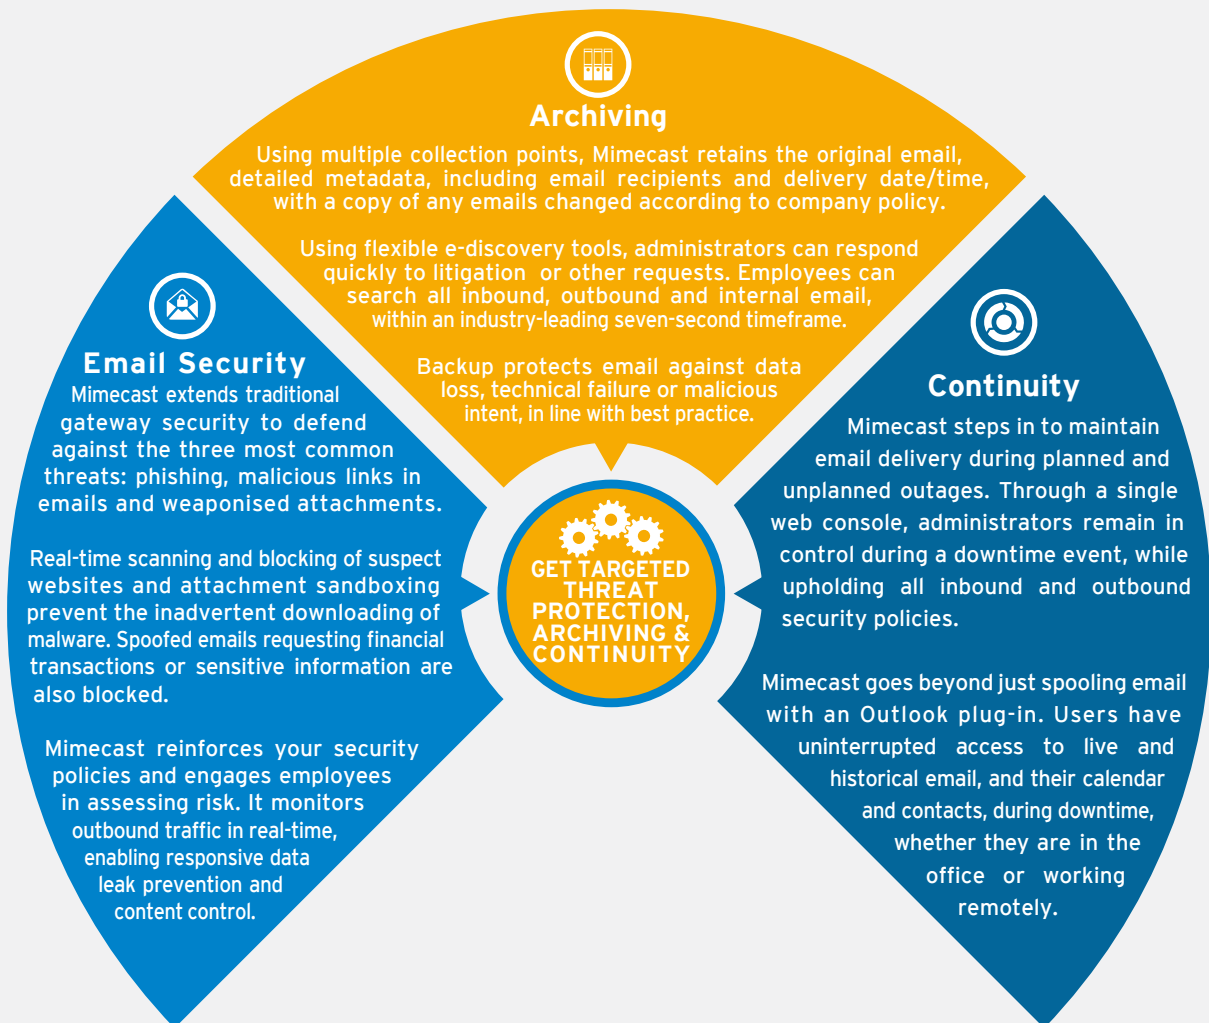 Archiving
Using multiple collection points, Mimecast retains the original email,
detailed metadata, including email recipients and delivery date/time,
with a copy of any emails changed according to company policy.
Using flexible e-discovery tools, administrators can respond
quickly to litigation or other requests. Employees can
search all inbound, outbound and internal email,
within an industry-leading seven-second timeframe.
Backup protects email against data
loss, technical failure or malicious
intent, in line with best practice.
Email Security
Mimecast extends traditional
gateway security to defend
against the three most common
threats: phishing, malicious links in
emails and weaponised attachments.
Real-time scanning and blocking of suspect
websites and attachment sandboxing
prevent the inadvertent downloading of
malware. Spoofed emails requesting financial
transactions or sensitive information are
also blocked.
Mimecast reinforces your security
policies and engages employees
in assessing risk. It monitors
outbound traffic in real-time,
enabling responsive data
leak prevention and
content control.
GET TARGETED
THREAT
PROTECTION,
ARCHIVING &
CONTINUITY
Continuity
Mimecast steps in to maintain
email delivery during planned and
unplanned outages. Through a single
web console, administrators remain in
control during a downtime event, while
upholding all inbound and outbound
security policies.
Mimecast goes beyond just spooling email
with an Outlook plug-in. Users have
uninterrupted access to live and
historical email, and their calendar
and contacts, during downtime,
whether they are in the
office or working
remotely.